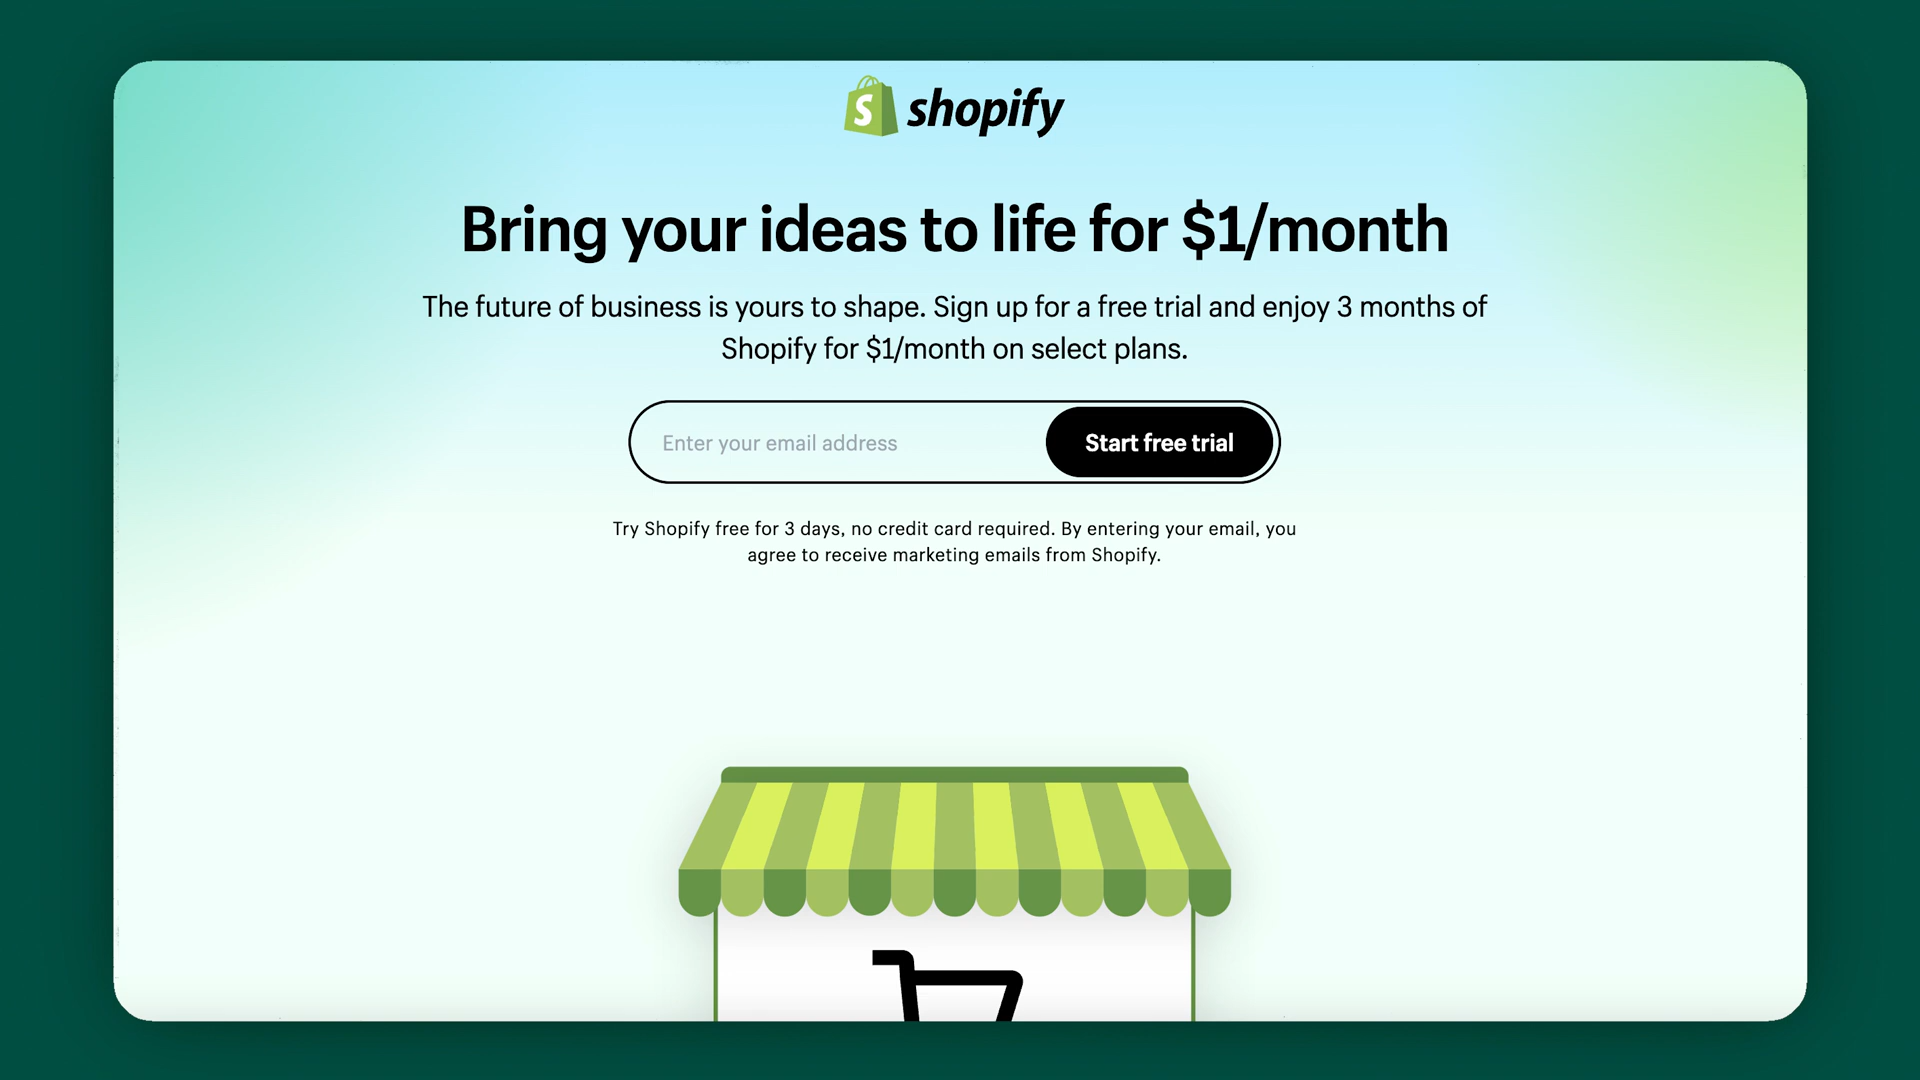 shopify
Bring your ideas to life for $1/month
The future of business is yours to shape. Sign up for a free trial and enjoy 3 months of
Shopify for $1/month on select plans.
Enter your email address
Start free trial
Try Shopify free for 3 days, no credit card required. By entering your email, you
agree to receive marketing emails from Shopify.